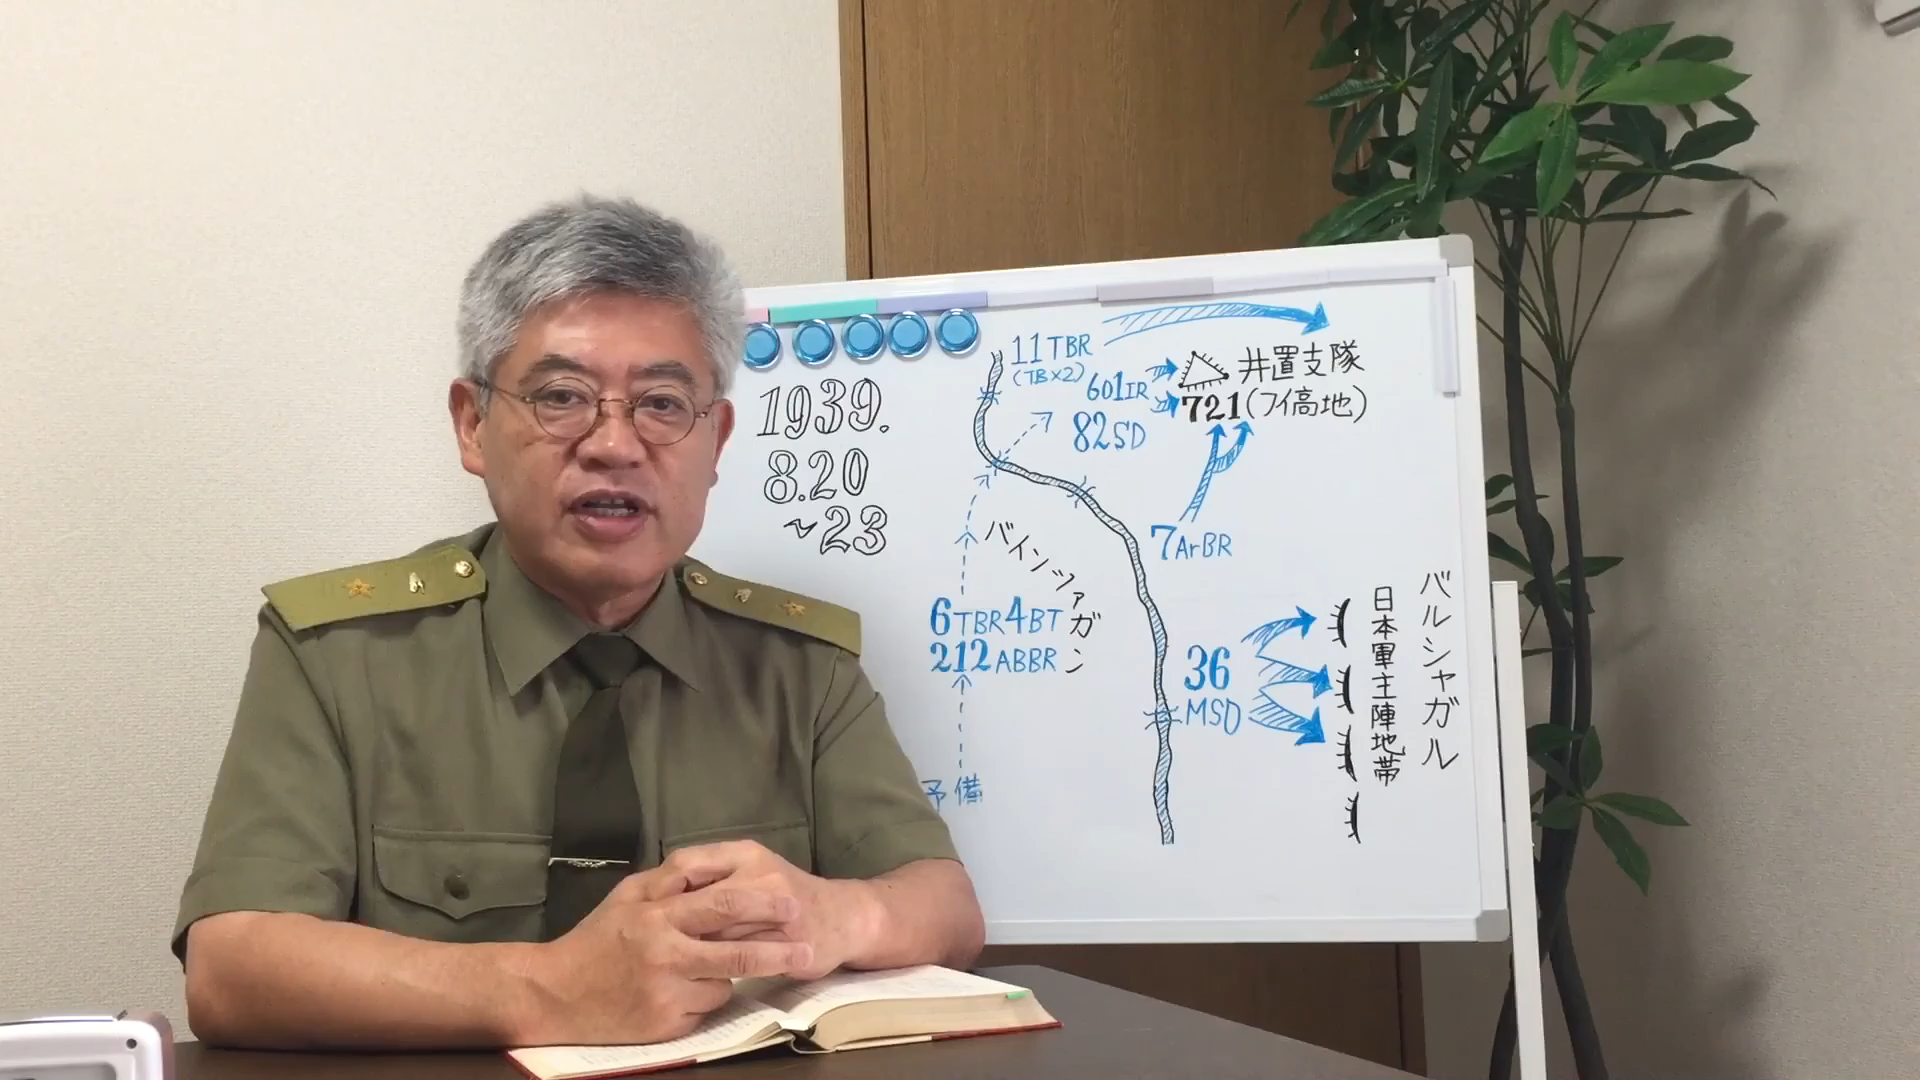 1939.
8.20
~23
11TBR
(TB×2)
601IR
82SD
井置支隊
721(フイ高地)
7ArBR
バインツァガン
6TBR4BT
212ABBR
予備
36
MSD
日本軍主陣地帯
バルシャガル